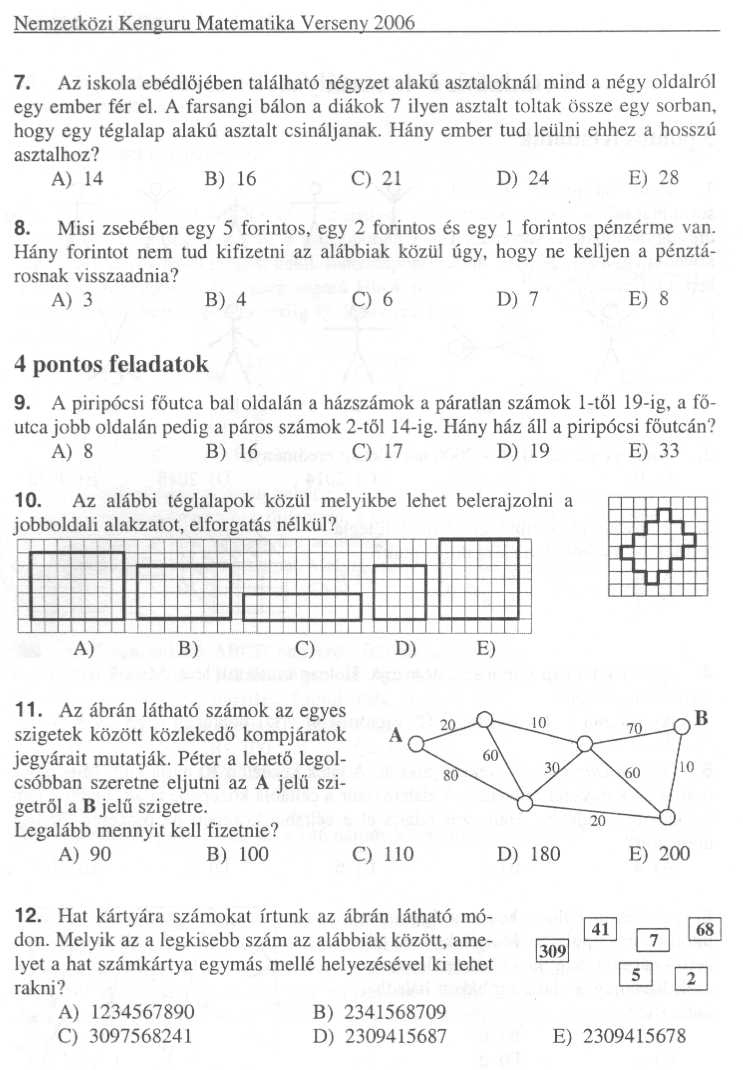 Nemzetközi Kenguru Matematika Verseny 2006
7. Az iskola ebédlőjében található négyzet alakú asztaloknál mind a négy oldalról
egy ember fér el. A farsangi bálon a diákok 7 ilyen asztalt toltak össze egy sorban,
hogy egy téglalap alakú asztalt csináljanak. Hány ember tud leülni ehhez a hosszú
asztalhoz?
A) 14 B) 16 C) 21 D) 24 E) 28
8. Misi zsebében egy 5 forintos, egy 2 forintos és egy 1 forintos pénzérme van.
Hány forintot nem tud kifizetni az alábbiak közül úgy, hogy ne kelljen a pénztá-
rosnak visszaadnia?
A) 3 B) 4 C) 6 D) 7 E) 8
4 pontos feladatok
9. A piripócsi főutca bal oldalán a házszámok a páratlan számok 1-től 19-ig, a fő-
utca jobb oldalán pedig a páros számok 2-től 14-ig. Hány ház áll a piripócsi főutcán?
A) 8 B) 16 C) 17 D) 19 E) 33
10. Az alábbi téglalapok közül melyikbe lehet belerajzolni a
jobboldali alakzatot, elforgatás nélkül?
A) B) C) D) E)
11. Az ábrán látható számok az egyes
szigetek között közlekedő kompjáratok
jegyárait mutatják. Péter a lehető legol-
csóbban szeretne eljutni az A jelű szi-
getről a B jelű szigetre.
Legalább mennyit kell fizetnie?
A 20 10 70 B
80 60 30 60 10
20
A) 90 B) 100 C) 110 D) 180 E) 200
12. Hat kártyára számokat írtunk az ábrán látható mó-
don. Melyik az a legkisebb szám az alábbiak között, ame-
lyet a hat számkártya egymás mellé helyezésével ki lehet
rakni?
41 7 68
309 5 2
A) 1234567890 B) 2341568709
C) 3097568241 D) 2309415687 E) 2309415678